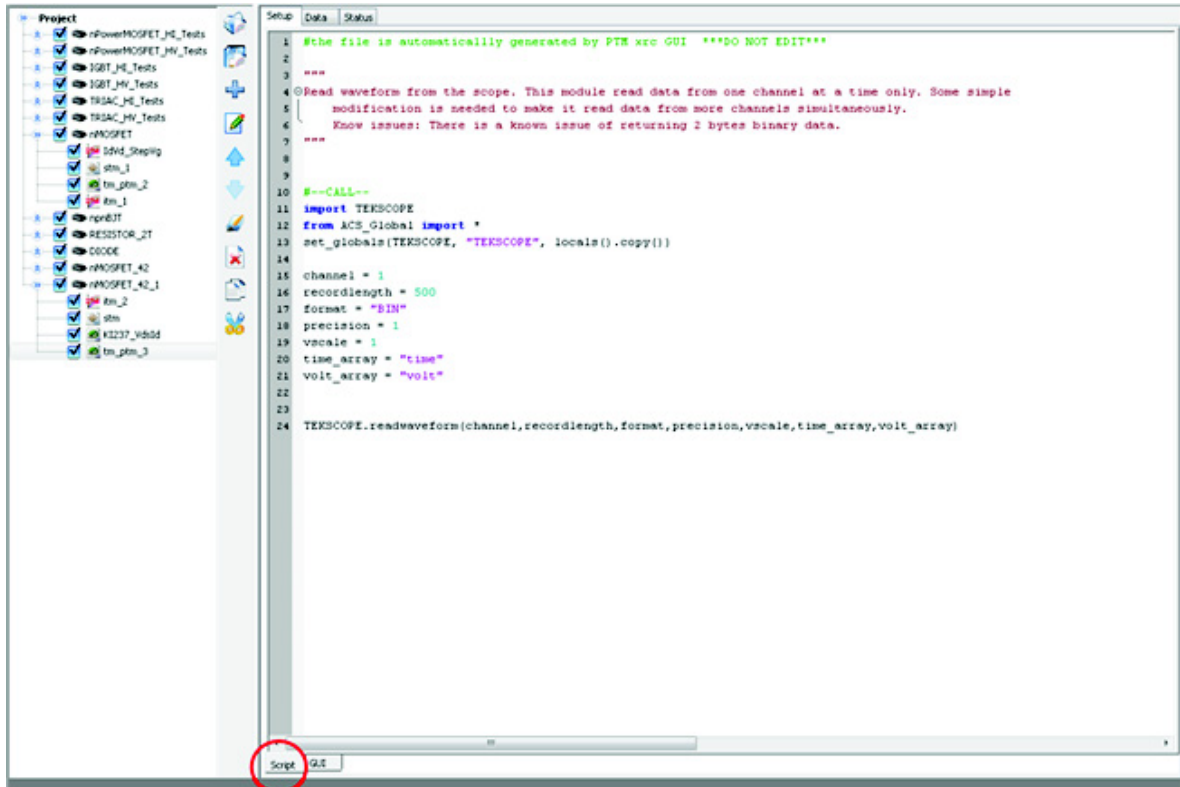 Project
nPowerMOSFET_HI_Tests
nPowerMOSFET_HV_Tests
IGBT_HI_Tests
IGBT_HV_Tests
TRIAC_HI_Tests
TRIAC_HV_Tests
nMOSFET
IdVd_StepVg
stm_1
tm_ptm_2
itm_1
npnBJT
RESISTOR_2T
DIODE
nMOSFET_42
nMOSFET_42_1
itm_2
stm
KI237_VdsId
tm_ptm_3
Setup Data Status
1 #the file is automaticallly generated by PTM xrc GUI ***DO NOT EDIT***
2
3 """
4 Read waveform from the scope. This module read data from one channel at a time only. Some simple
5 modification is needed to make it read data from more channels simultaneously.
6 Know issues: There is a known issue of returning 2 bytes binary data.
7 """
8
9
10 #--CALL--
11 import TEKSCOPE
12 from ACS_Global import *
13 set_globals(TEKSCOPE, "TEKSCOPE", locals().copy())
14
15 channel = 1
16 recordlength = 500
17 format = "BIN"
18 precision = 1
19 vscale = 1
20 time_array = "time"
21 volt_array = "volt"
22
23
24 TEKSCOPE.readwaveform(channel,recordlength,format,precision,vscale,time_array,volt_array)
Script GUI